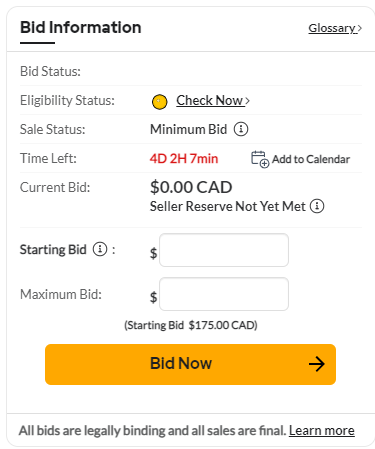 Bid Information Glossary >
Bid Status:
Eligibility Status: Check Now >
Sale Status: Minimum Bid
Time Left: 4D 2H 7min Add to Calendar
Current Bid: $0.00 CAD
Seller Reserve Not Yet Met
Starting Bid : $
Maximum Bid: $
(Starting Bid $175.00 CAD)
Bid Now
All bids are legally binding and all sales are final. Learn more